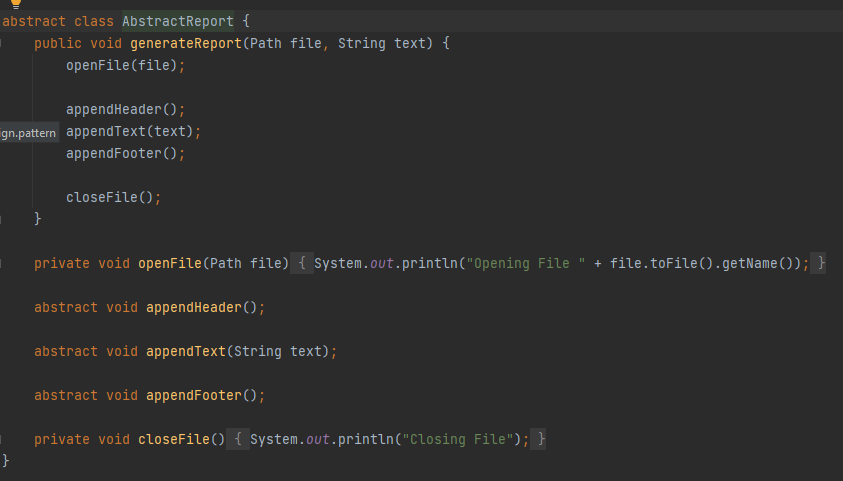 abstract class AbstractReport {
public void generateReport(Path file, String text) {
openFile(file);
appendHeader();
ign.pattern
appendText(text);
appendFooter();
closeFile();
}
private void openFile(Path file) { System.out.println("Opening File " + file.toFile().getName()); }
abstract void appendHeader();
abstract void appendText(String text);
abstract void appendFooter();
private void closeFile() { System.out.println("Closing File"); }
}